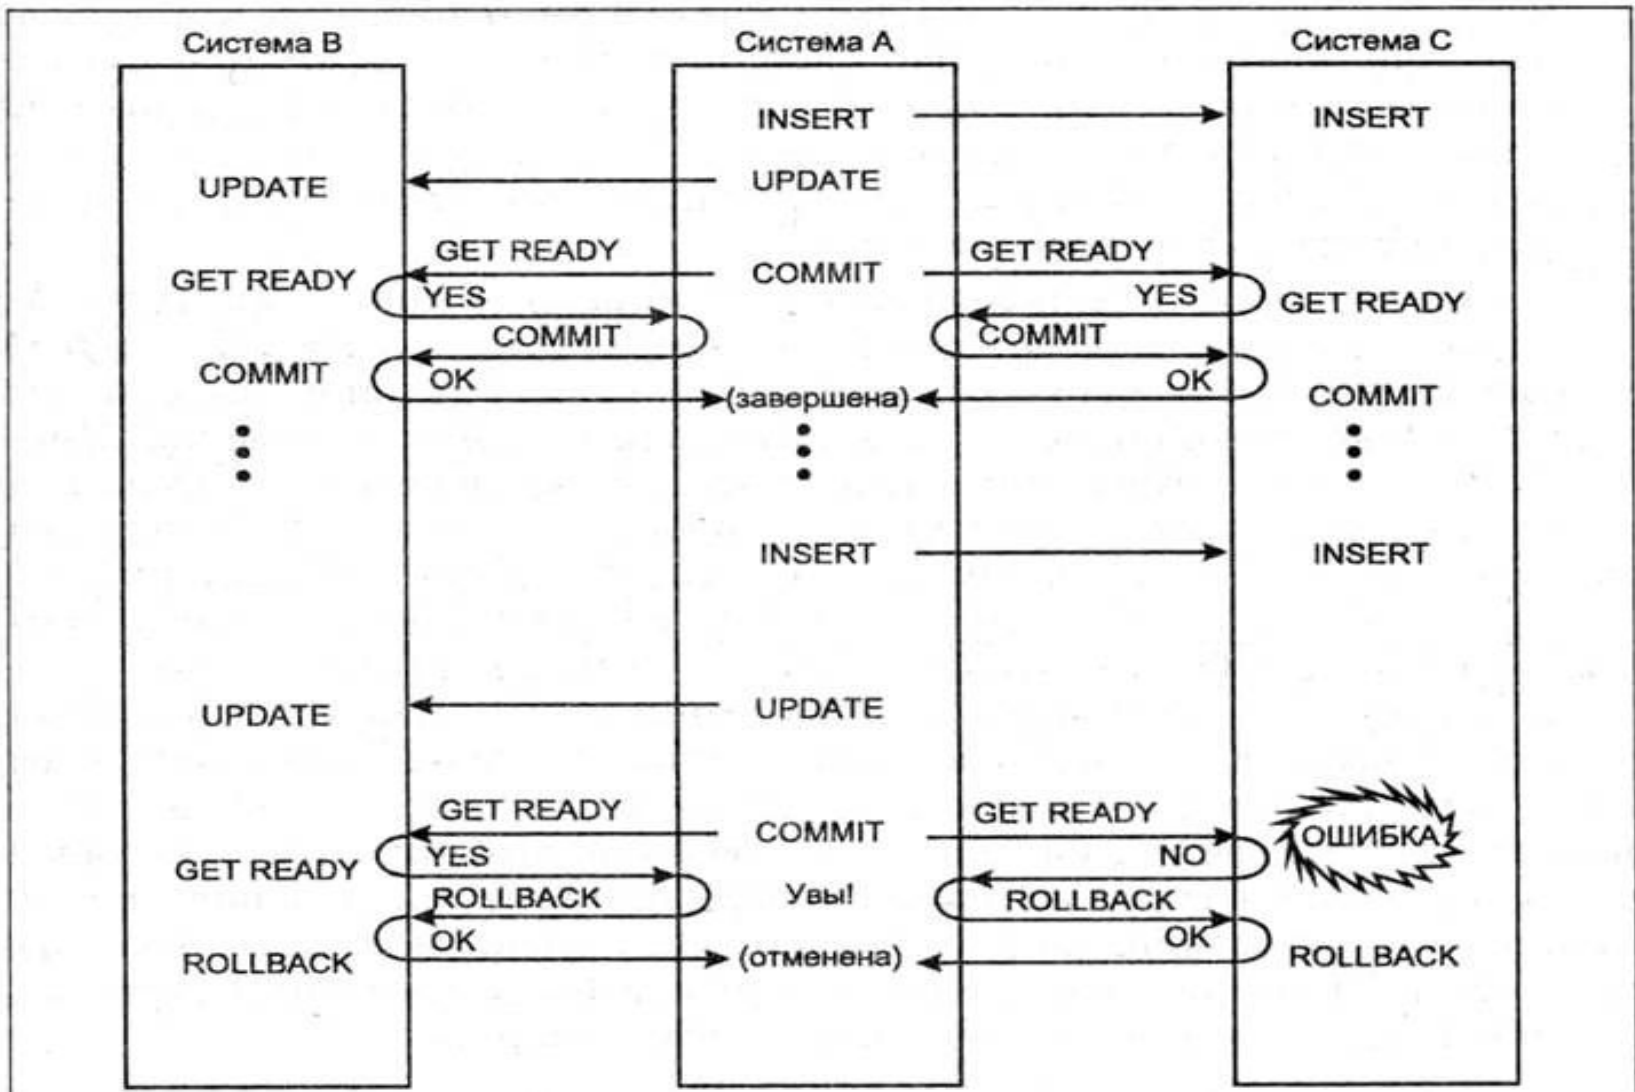 Система B Система A Система C
INSERT INSERT
UPDATE UPDATE
GET READY GET READY
GET READY COMMIT
YES YES GET READY
COMMIT COMMIT
COMMIT OK OK COMMIT
(завершена)
INSERT INSERT
UPDATE UPDATE
GET READY GET READY
COMMIT ОШИБКА
GET READY YES NO
ROLLBACK Увы! ROLLBACK
OK OK
ROLLBACK (отменена) ROLLBACK